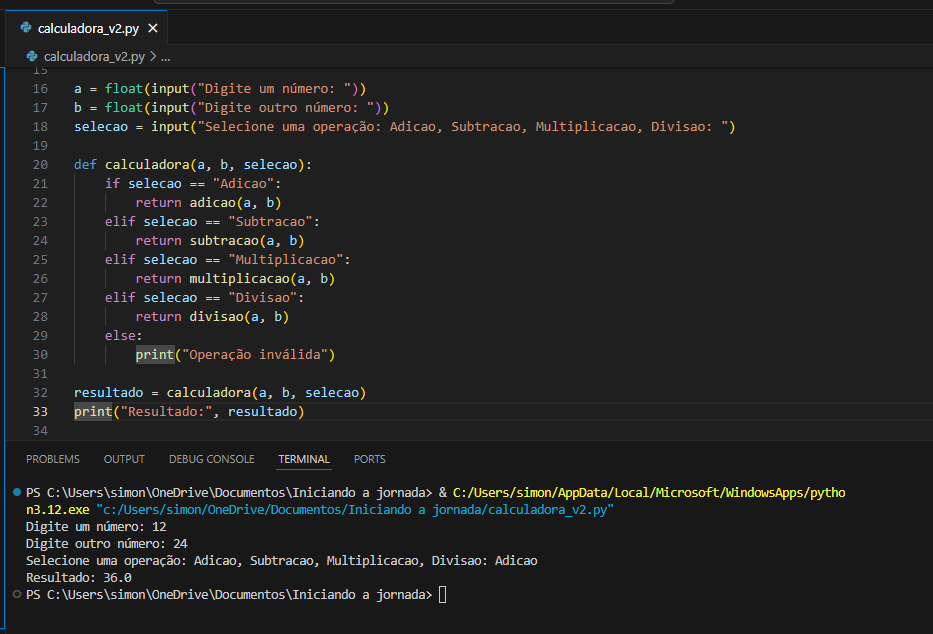 calculadora_v2.py
calculadora_v2.py > ...
15
16 a = float(input("Digite um número: "))
17 b = float(input("Digite outro número: "))
18 selecao = input("Selecione uma operação: Adicao, Subtracao, Multiplicacao, Divisao: ")
19
20 def calculadora(a, b, selecao):
21     if selecao == "Adicao":
22         return adicao(a, b)
23     elif selecao == "Subtracao":
24         return subtracao(a, b)
25     elif selecao == "Multiplicacao":
26         return multiplicacao(a, b)
27     elif selecao == "Divisao":
28         return divisao(a, b)
29     else:
30         print("Operação inválida")
31
32 resultado = calculadora(a, b, selecao)
33 print("Resultado:", resultado)
34
PROBLEMS OUTPUT DEBUG CONSOLE TERMINAL PORTS
PS C:\Users\simon\OneDrive\Documentos\Iniciando a jornada> & C:/Users/simon/AppData/Local/Microsoft/WindowsApps/pytho
n3.12.exe "c:/Users/simon/OneDrive/Documentos/Iniciando a jornada/calculadora_v2.py"
Digite um número: 12
Digite outro número: 24
Selecione uma operação: Adicao, Subtracao, Multiplicacao, Divisao: Adicao
Resultado: 36.0
PS C:\Users\simon\OneDrive\Documentos\Iniciando a jornada>